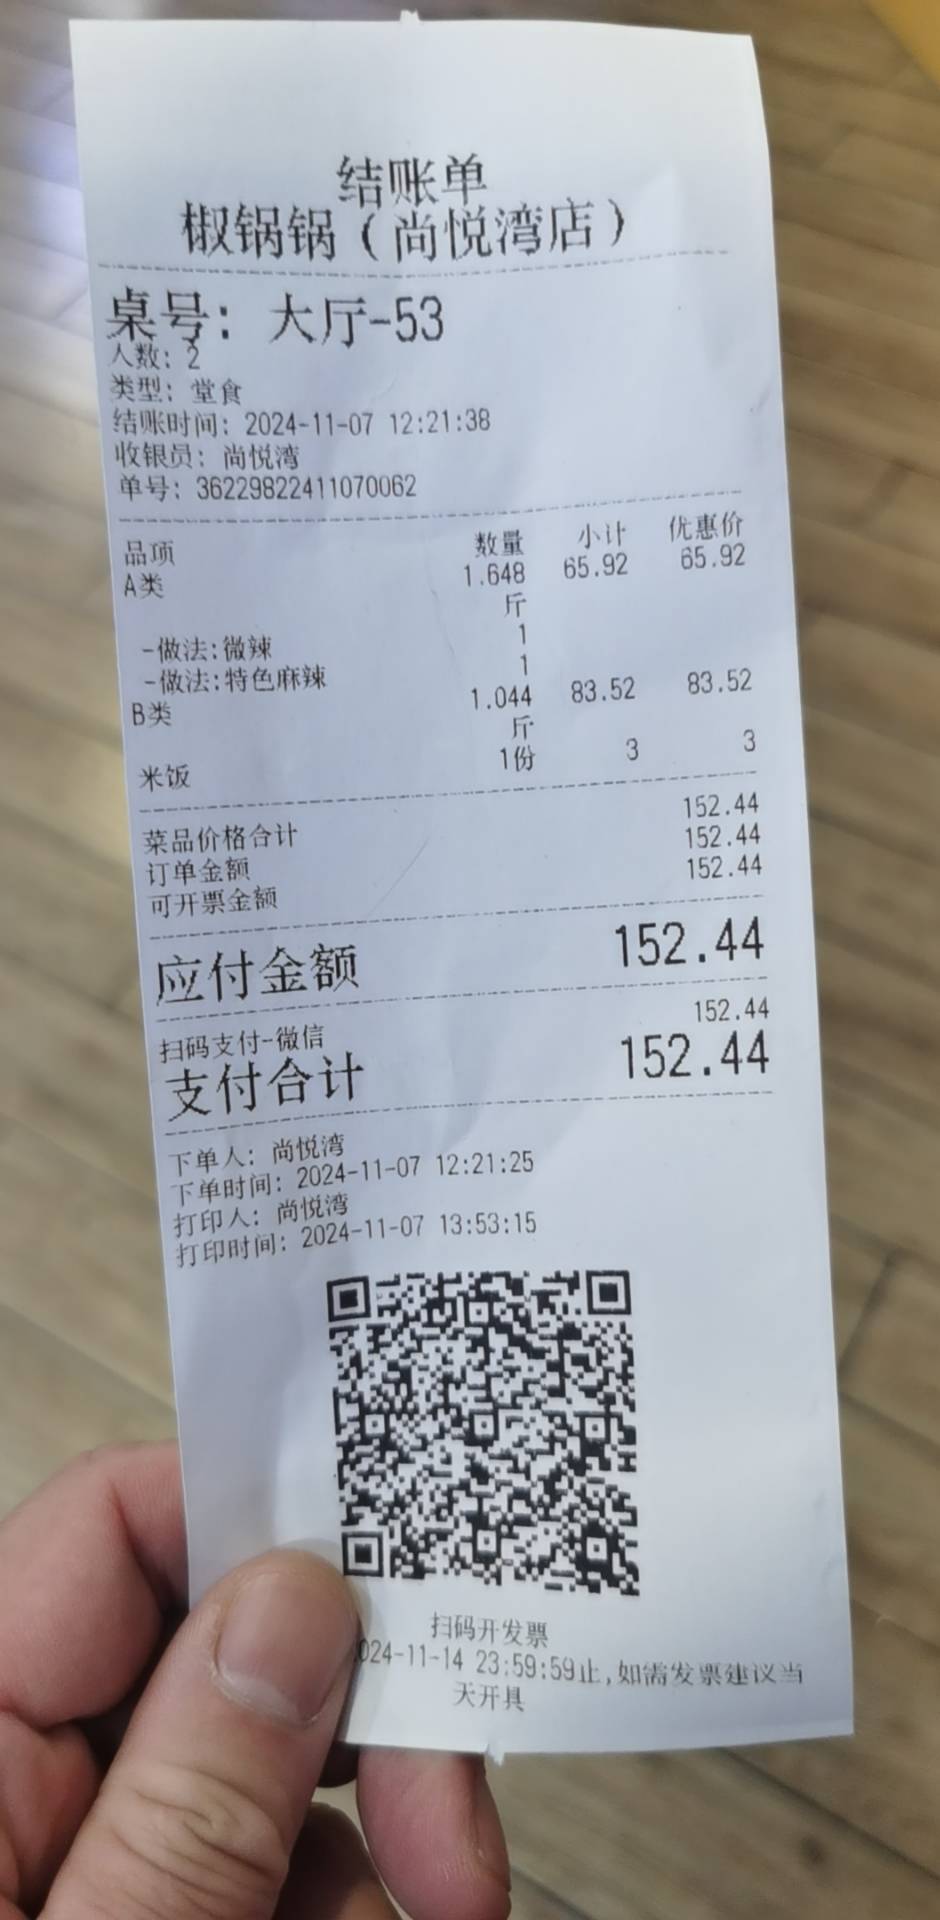 结账单
椒锅锅（尚悦湾店）
桌号：大厅-53
人数：2
类型：堂食
结账时间：2024-11-07 12:21:38
收银员：尚悦湾
单号：36229822411070062
品项 数量 小计 优惠价
A类 1.648 65.92 65.92
斤
-做法:微辣 1
-做法:特色麻辣 1
B类 1.044 83.52 83.52
斤
米饭 1份 3 3
菜品价格合计 152.44
订单金额 152.44
可开票金额 152.44
应付金额 152.44
扫码支付-微信 152.44
支付合计 152.44
下单人：尚悦湾
下单时间：2024-11-07 12:21:25
打印人：尚悦湾
打印时间：2024-11-07 13:53:15
扫码开发票
024-11-14 23:59:59止,如需发票建议当
天开具